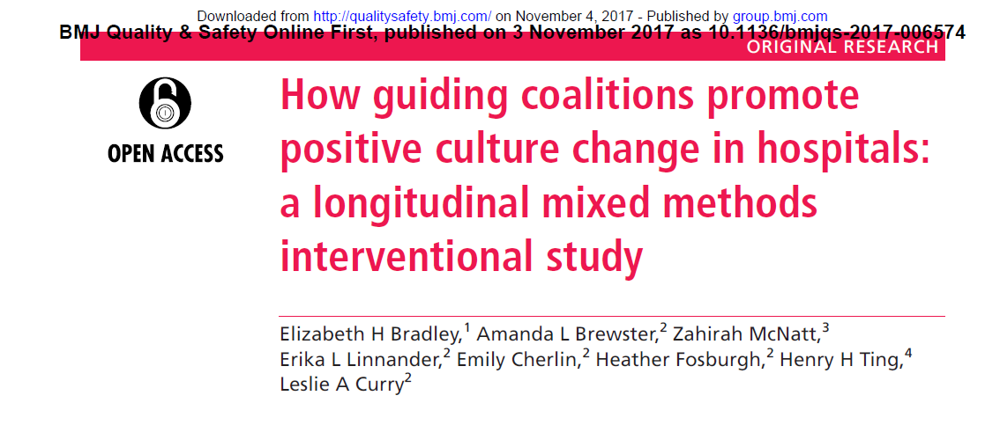 Downloaded from http://qualitysafety.bmj.com/ on November 4, 2017 - Published by group.bmj.com
BMJ Quality & Safety Online First, published on 3 November 2017 as 10.1136/bmjqs-2017-006574
ORIGINAL RESEARCH
OPEN ACCESS
How guiding coalitions promote
positive culture change in hospitals:
a longitudinal mixed methods
interventional study
Elizabeth H Bradley,¹ Amanda L Brewster,² Zahirah McNatt,³
Erika L Linnander,² Emily Cherlin,² Heather Fosburgh,² Henry H Ting,⁴
Leslie A Curry²